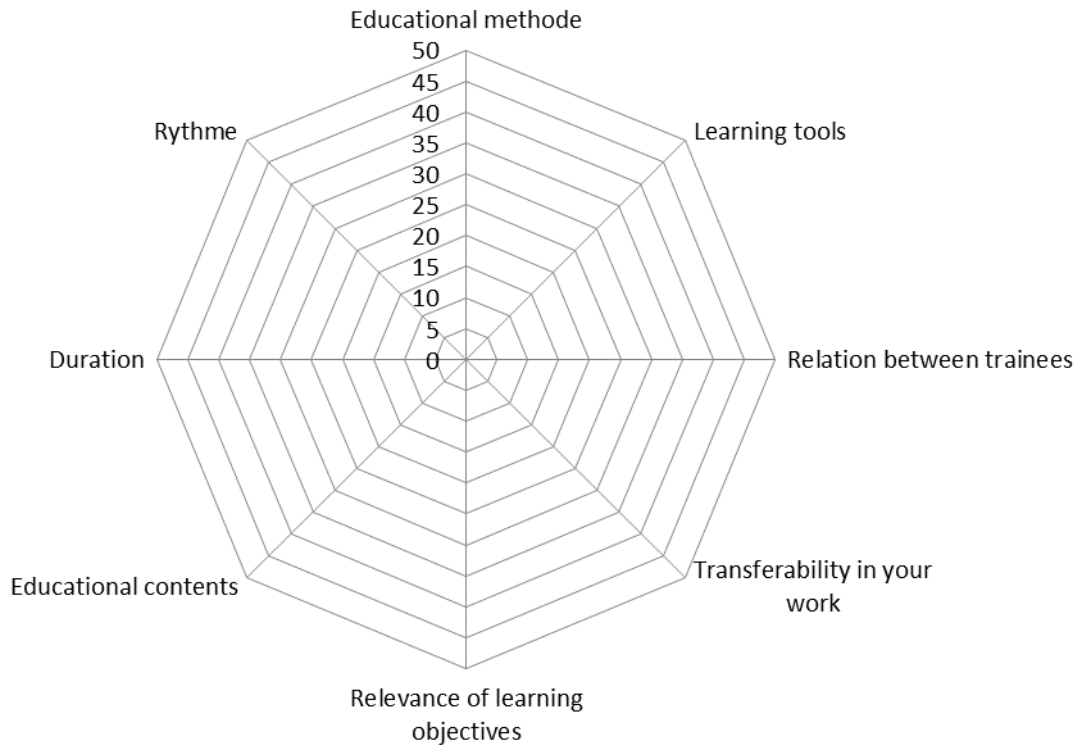 Educational methode
50
45
40
35
30
25
20
15
10
5
0
Rythme
Learning tools
Duration
Relation between trainees
Educational contents
Transferability in your
work
Relevance of learning
objectives